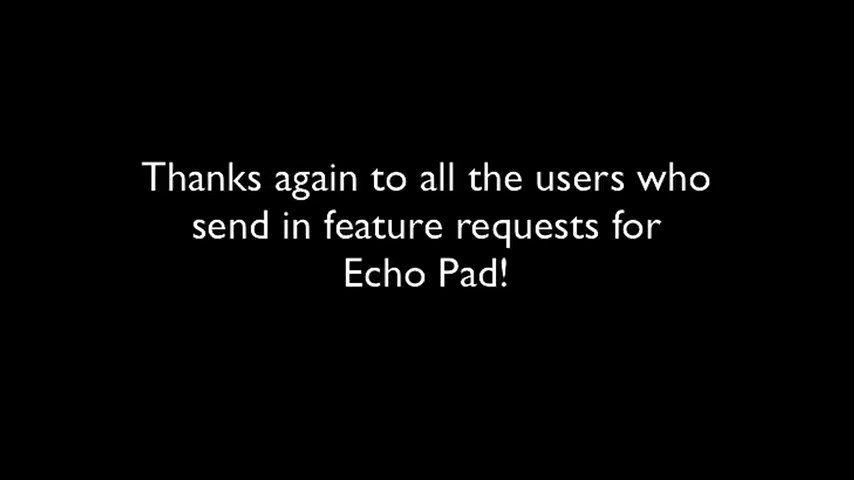 Thanks again to all the users who
send in feature requests for
Echo Pad!